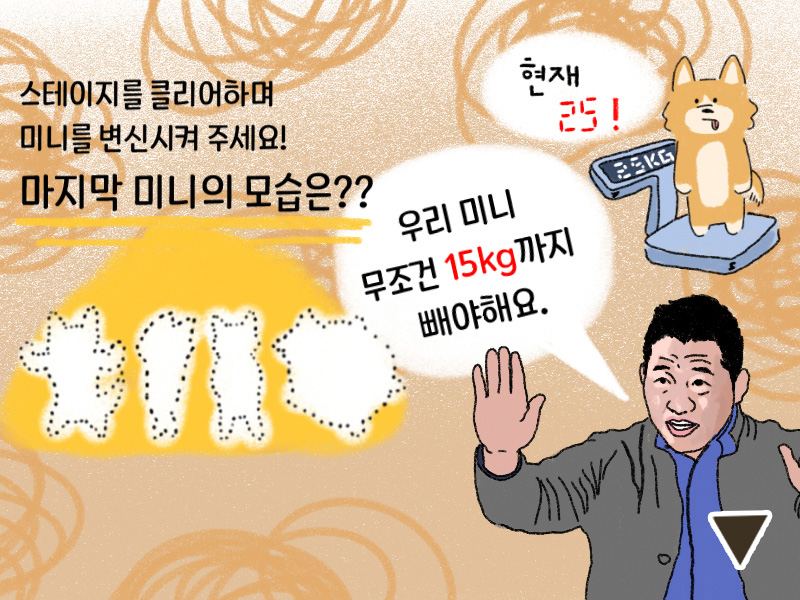 스테이지를 클리어하며
미니를 변신시켜 주세요!
마지막 미니의 모습은??
현재
25!
25KG
우리 미니
무조건 15kg까지
빼야해요.